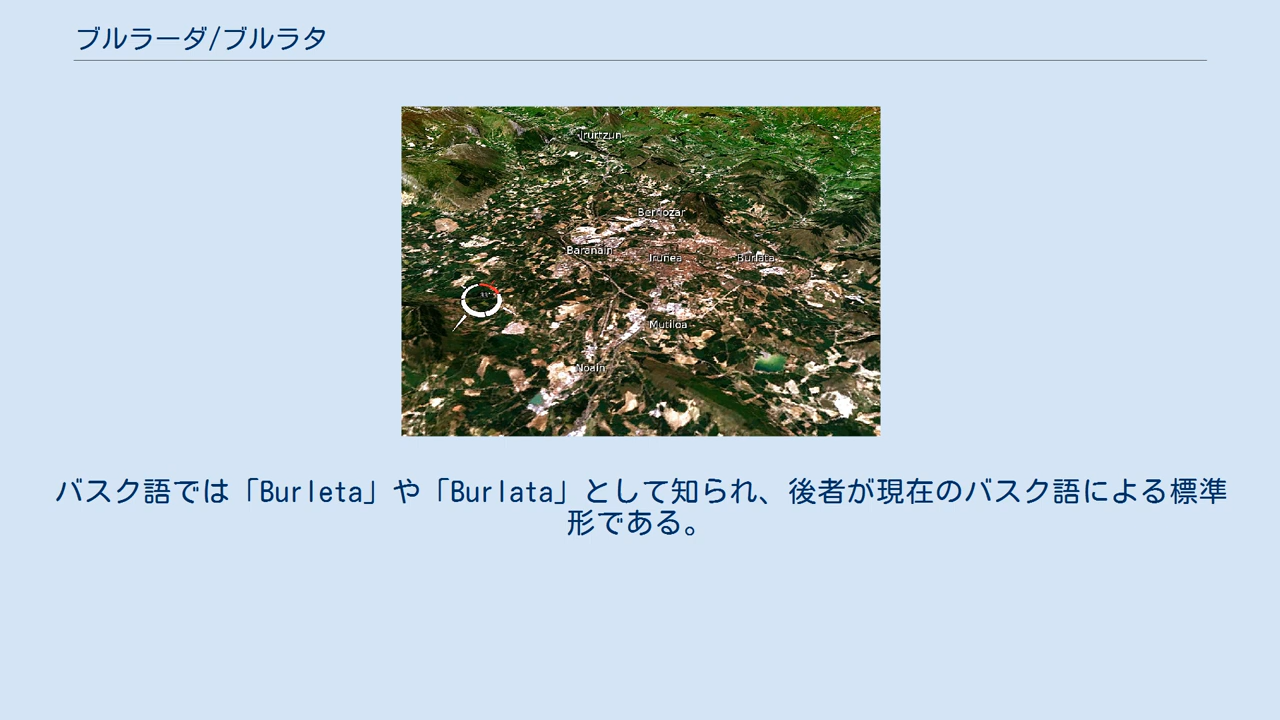 ブルラーダ/ブルラタ
Irurtzun
Berriozar
Barañain
Iruñea
Burlata
Mutiloa
Noain
バスク語では「Burleta」や「Burlata」として知られ、後者が現在のバスク語による標準
形である。